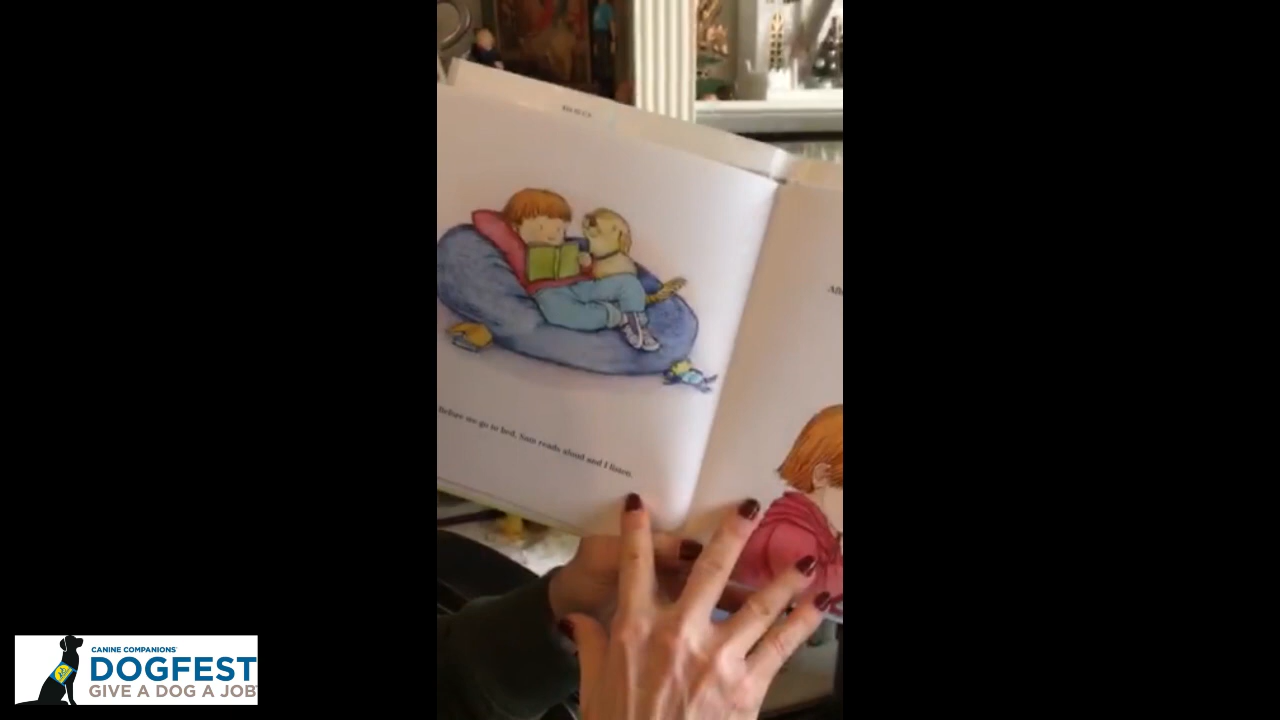 Before we go to bed, Sam reads aloud and I listen.
CANINE COMPANIONS'
DOGFEST
GIVE A DOG A JOB